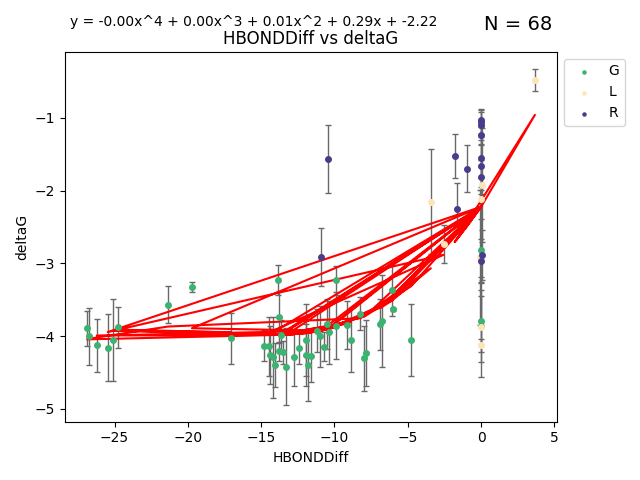 y = -0.00x^4 + 0.00x^3 + 0.01x^2 + 0.29x + -2.22
N = 68
HBONDDiff vs deltaG
G
L
R
−1
−2
−3
−4
−5
deltaG
−25
−20
−15
−10
−5
0
5
HBONDDiff